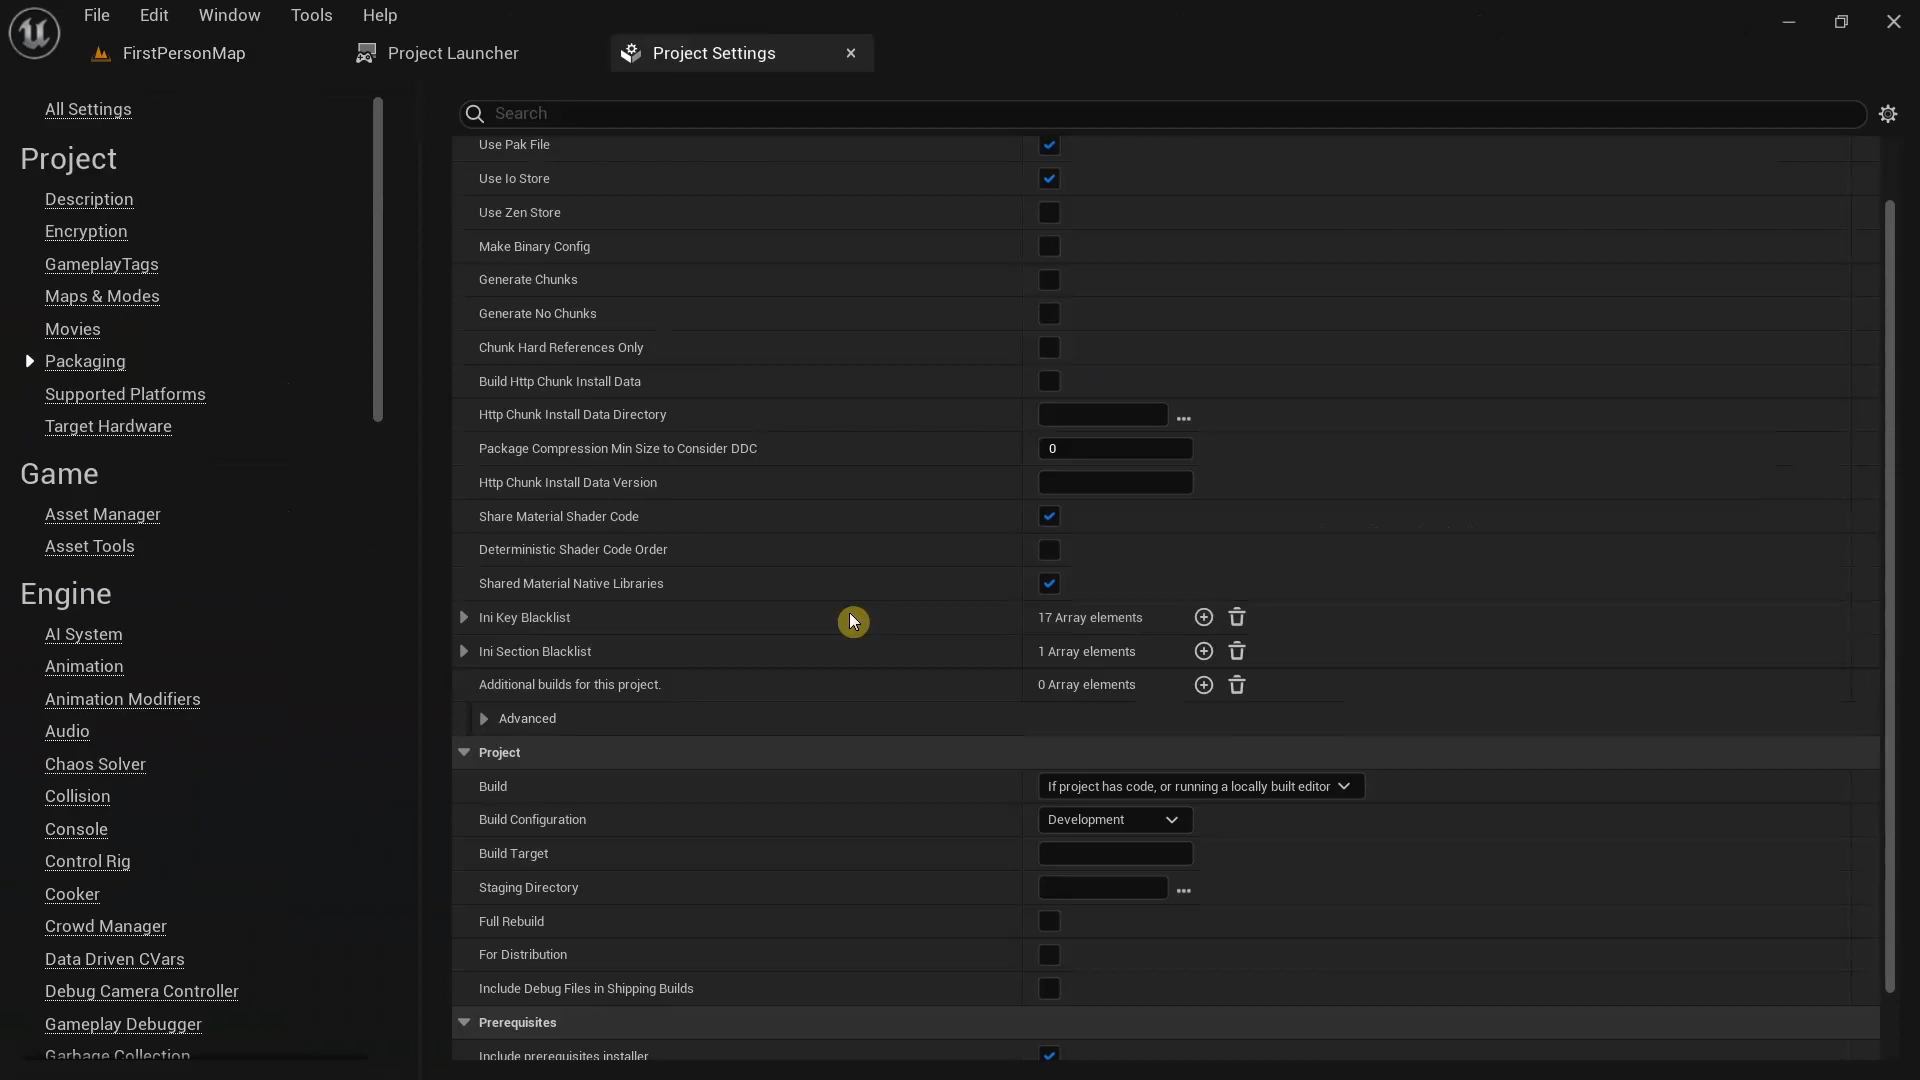 File Edit Window Tools Help
FirstPersonMap Project Launcher Project Settings
All Settings
Project
Description
Encryption
GameplayTags
Maps & Modes
Movies
Packaging
Supported Platforms
Target Hardware
Game
Asset Manager
Asset Tools
Engine
AI System
Animation
Animation Modifiers
Audio
Chaos Solver
Collision
Console
Control Rig
Cooker
Crowd Manager
Data Driven CVars
Debug Camera Controller
Gameplay Debugger
Garbage Collection
Search
Use Pak File
Use Io Store
Use Zen Store
Make Binary Config
Generate Chunks
Generate No Chunks
Chunk Hard References Only
Build Http Chunk Install Data
Http Chunk Install Data Directory ...
Package Compression Min Size to Consider DDC 0
Http Chunk Install Data Version
Share Material Shader Code
Deterministic Shader Code Order
Shared Material Native Libraries
Ini Key Blacklist 17 Array elements
Ini Section Blacklist 1 Array elements
Additional builds for this project. 0 Array elements
Advanced
Project
Build If project has code, or running a locally built editor
Build Configuration Development
Build Target
Staging Directory ...
Full Rebuild
For Distribution
Include Debug Files in Shipping Builds
Prerequisites
Include prerequisites installer